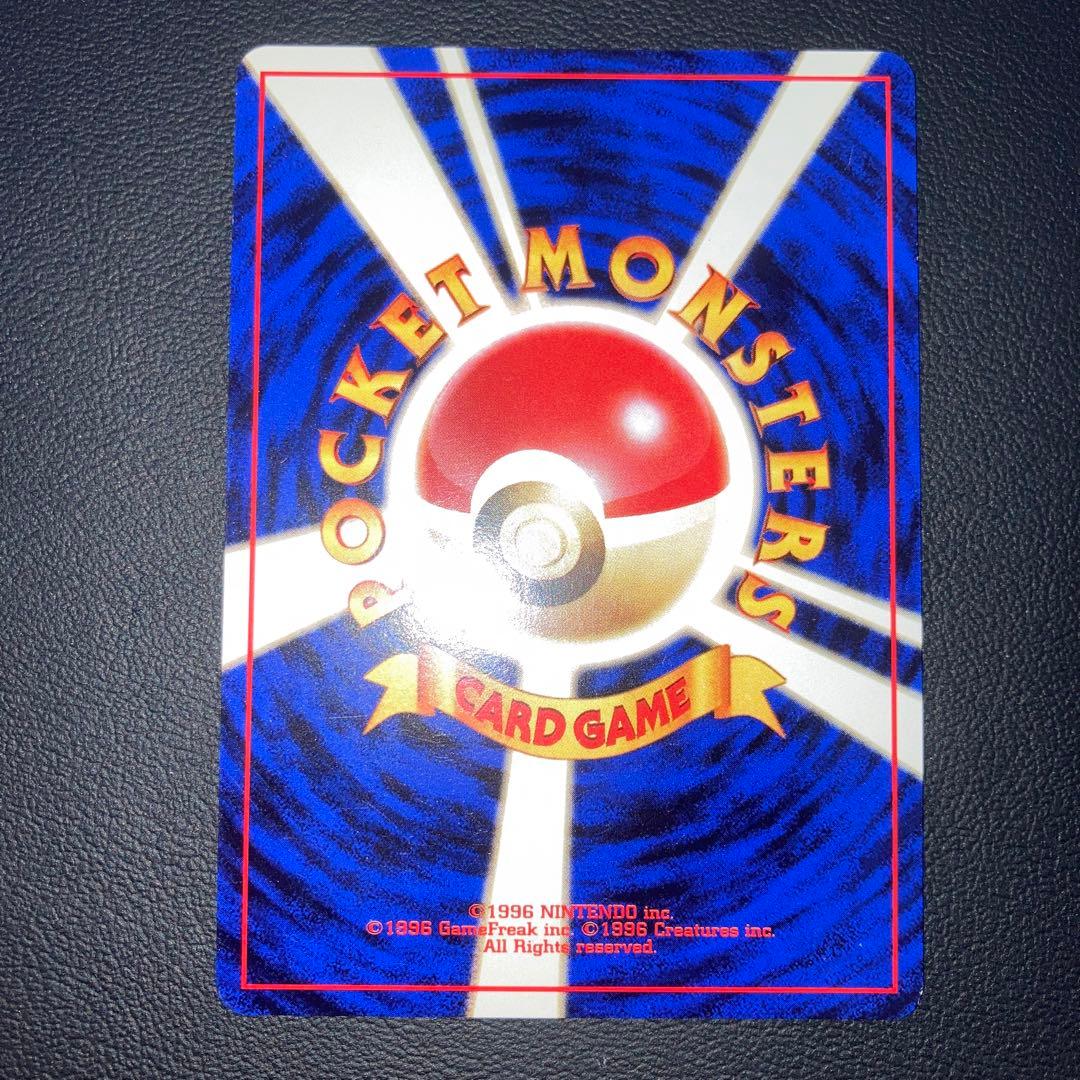 POCKET MONSTERS
CARD GAME
©1996 NINTENDO inc.
©1996 GameFreak inc. ©1996 Creatures inc.
All Rights reserved.